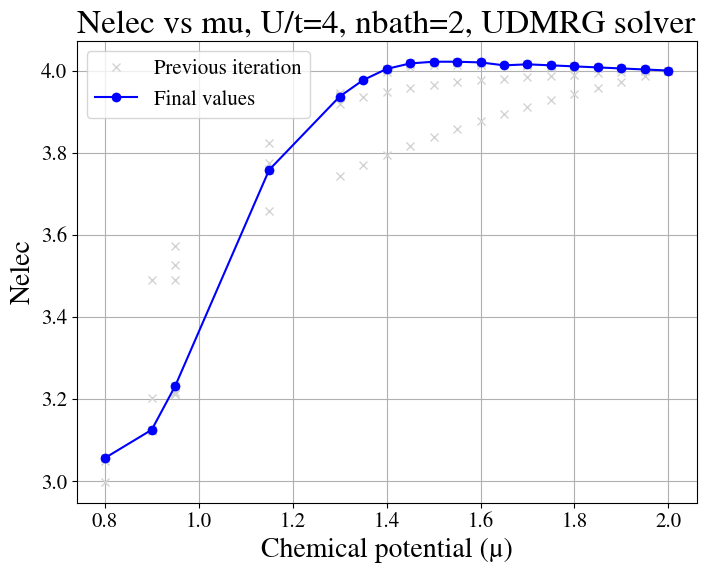 Nelec vs mu, U/t=4, nbath=2, UDMRG solver
Previous iteration
Final values
4.0
3.8
3.6
3.4
3.2
3.0
Nelec
0.8 1.0 1.2 1.4 1.6 1.8 2.0
Chemical potential (μ)